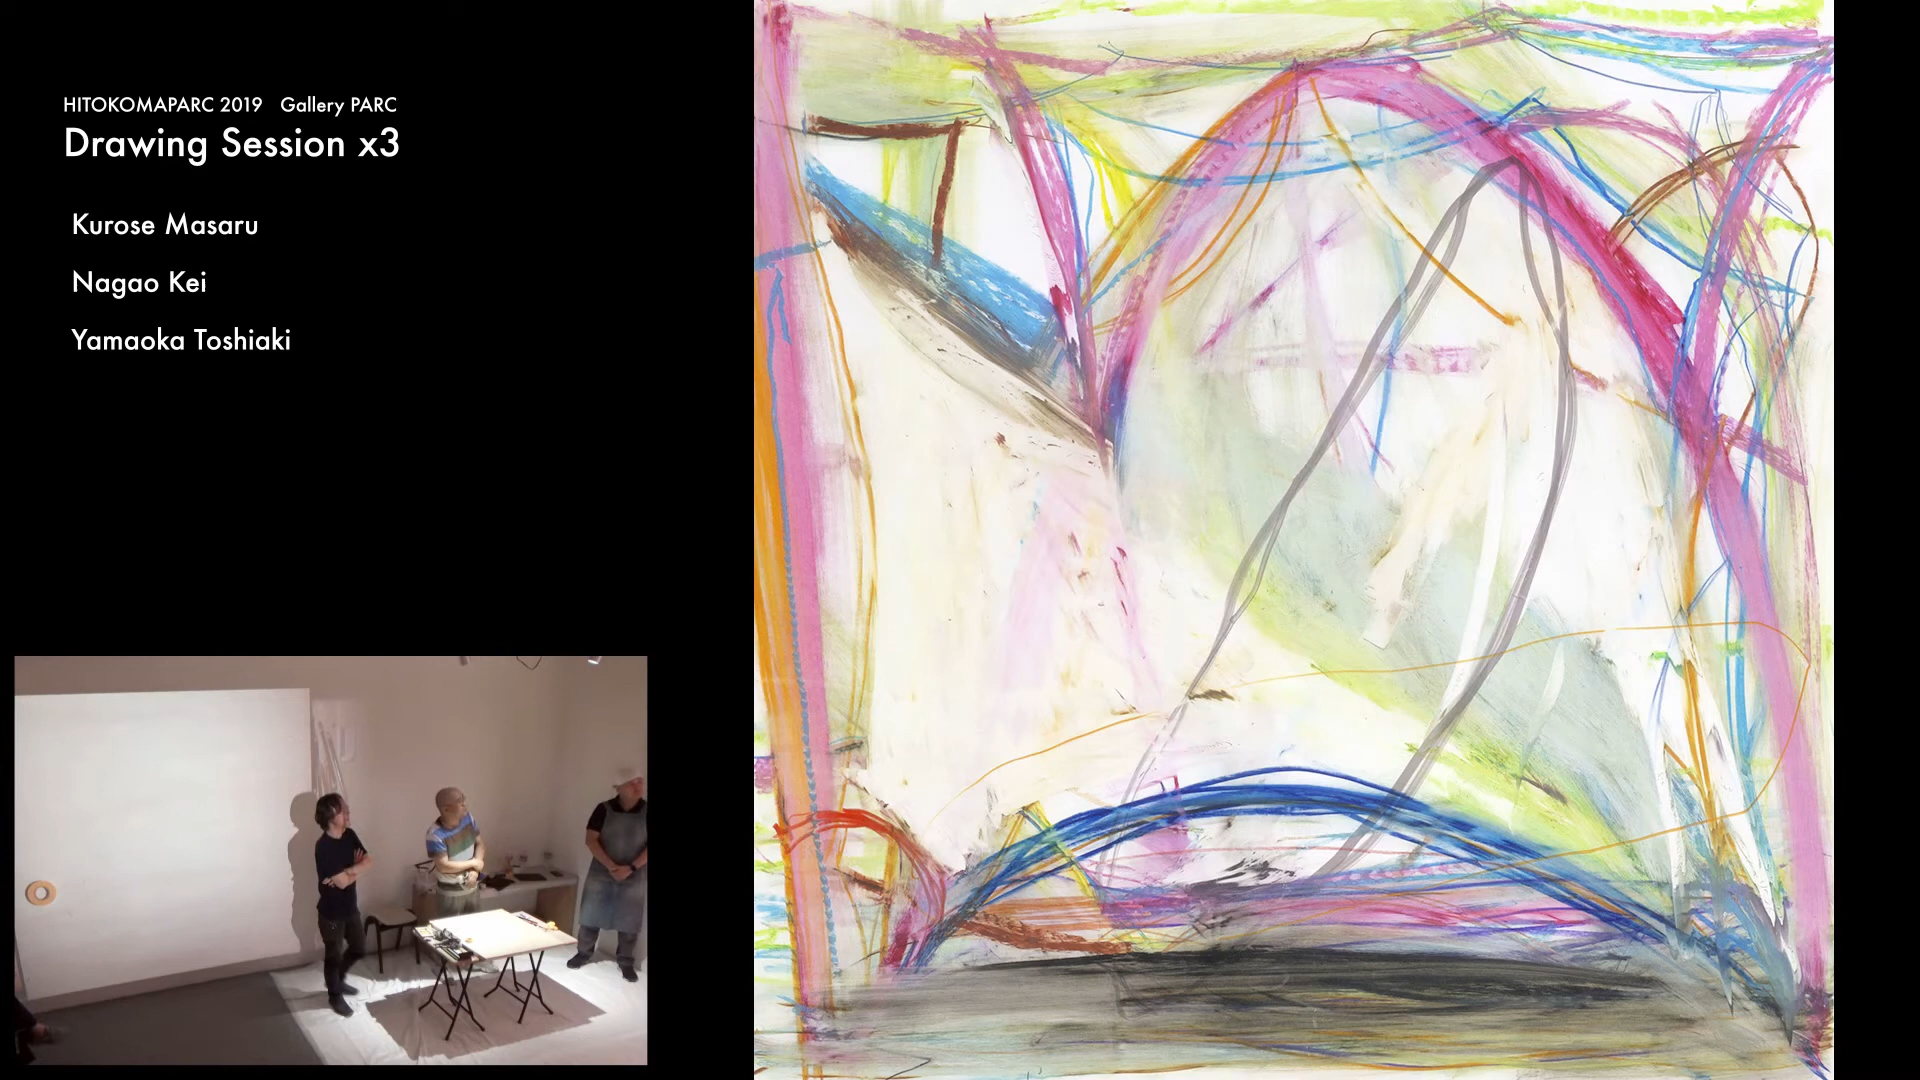 HITOKOMAPARC 2019 Gallery PARC
Drawing Session x3
Kurose Masaru
Nagao Kei
Yamaoka Toshiaki